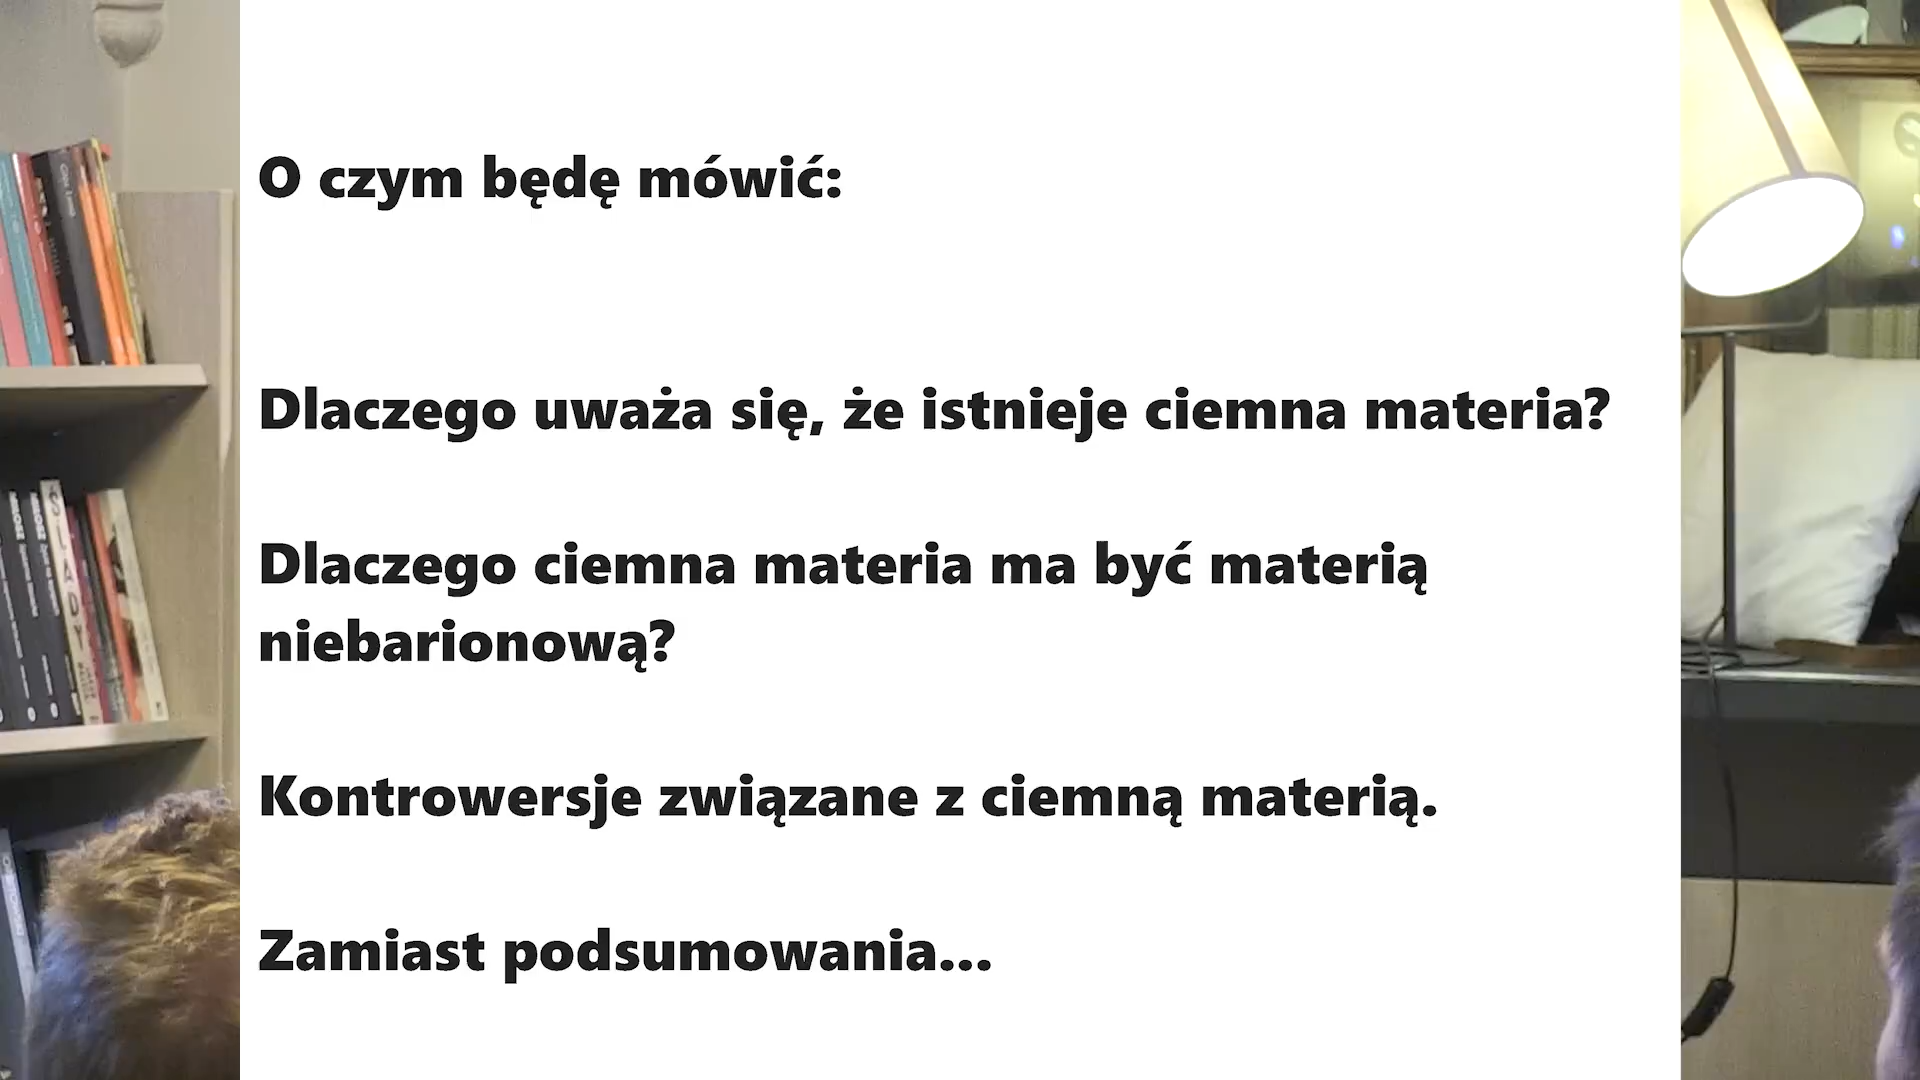 O czym będę mówić:
Dlaczego uważa się, że istnieje ciemna materia?
Dlaczego ciemna materia ma być materią
niebarionową?
Kontrowersje związane z ciemną materią.
Zamiast podsumowania...